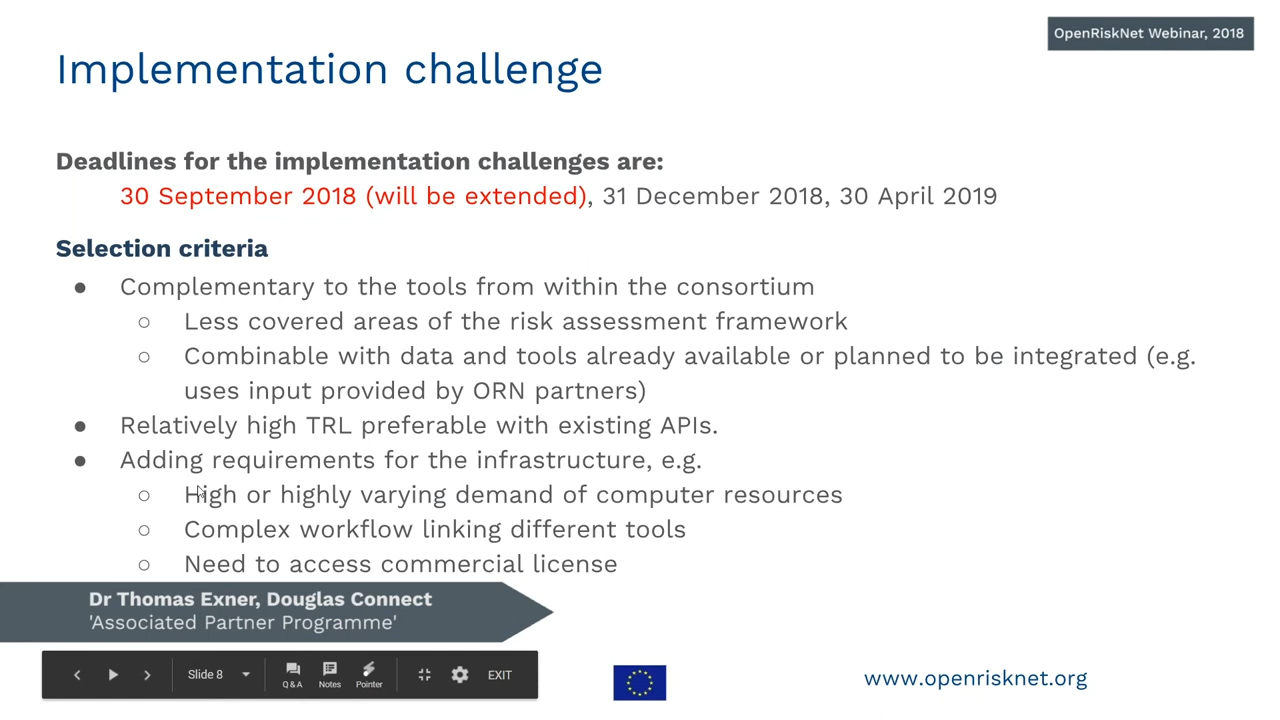 OpenRiskNet Webinar, 2018
Implementation challenge
Deadlines for the implementation challenges are:
30 September 2018 (will be extended), 31 December 2018, 30 April 2019
Selection criteria
● Complementary to the tools from within the consortium
○ Less covered areas of the risk assessment framework
○ Combinable with data and tools already available or planned to be integrated (e.g.
uses input provided by ORN partners)
● Relatively high TRL preferable with existing APIs.
● Adding requirements for the infrastructure, e.g.
○ High or highly varying demand of computer resources
○ Complex workflow linking different tools
○ Need to access commercial license
Dr Thomas Exner, Douglas Connect
'Associated Partner Programme'
Slide 8
Q & A
Notes
Pointer
EXIT
www.openrisknet.org